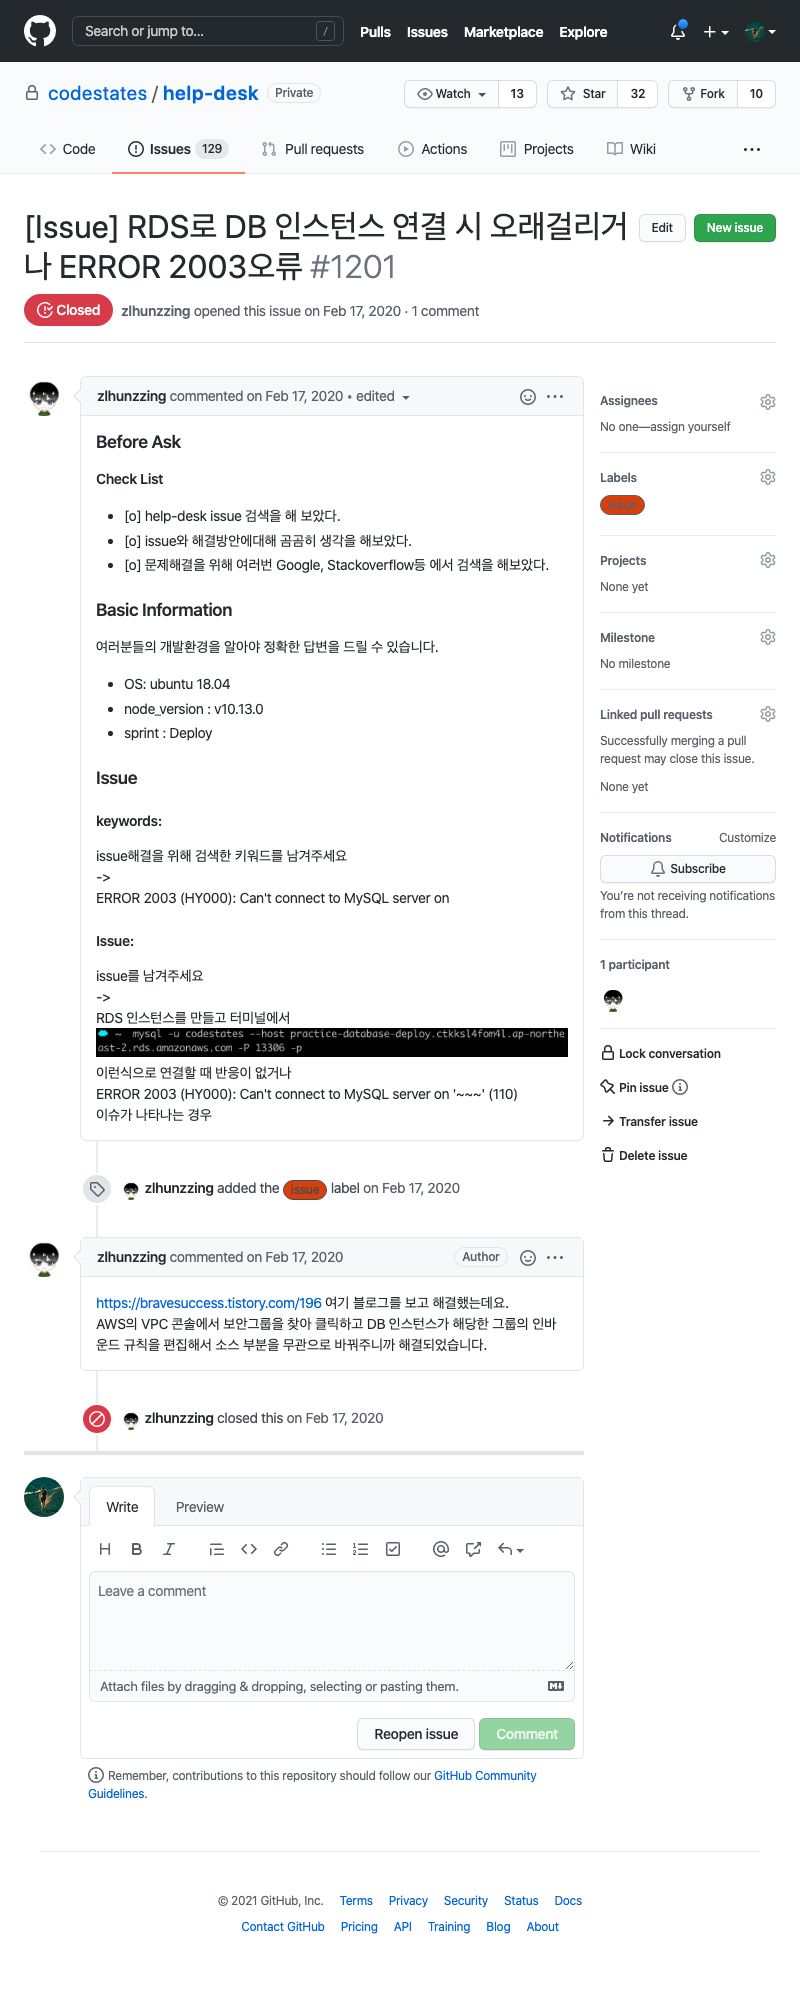 Search or jump to...
/
Pulls
Issues
Marketplace
Explore
codestates / help-desk
Private
Watch
13
Star
32
Fork
10
Code
Issues 129
Pull requests
Actions
Projects
Wiki
[Issue] RDS로 DB 인스턴스 연결 시 오래걸리거
나 ERROR 2003오류 #1201
Edit
New issue
Closed
zlhunzzing opened this issue on Feb 17, 2020 · 1 comment
zlhunzzing commented on Feb 17, 2020 • edited
Before Ask
Check List
• [o] help-desk issue 검색을 해 보았다.
• [o] issue와 해결방안에대해 곰곰히 생각을 해보았다.
• [o] 문제해결을 위해 여러번 Google, Stackoverflow등 에서 검색을 해보았다.
Basic Information
여러분들의 개발환경을 알아야 정확한 답변을 드릴 수 있습니다.
• OS: ubuntu 18.04
• node_version : v10.13.0
• sprint : Deploy
Issue
keywords:
issue해결을 위해 검색한 키워드를 남겨주세요
->
ERROR 2003 (HY000): Can't connect to MySQL server on
Issue:
issue를 남겨주세요
->
RDS 인스턴스를 만들고 터미널에서
~ mysql -u codestates --host practice-database-deploy.ctkksl4fom4l.ap-northe
ast-2.rds.amazonaws.com -P 13306 -p
이런식으로 연결할 때 반응이 없거나
ERROR 2003 (HY000): Can't connect to MySQL server on '~~~' (110)
이슈가 나타나는 경우
zlhunzzing added the issue label on Feb 17, 2020
zlhunzzing commented on Feb 17, 2020
Author
https://bravesuccess.tistory.com/196 여기 블로그를 보고 해결했는데요.
AWS의 VPC 콘솔에서 보안그룹을 찾아 클릭하고 DB 인스턴스가 해당한 그룹의 인바
운드 규칙을 편집해서 소스 부분을 무관으로 바꿔주니까 해결되었습니다.
zlhunzzing closed this on Feb 17, 2020
Write
Preview
Leave a comment
Attach files by dragging & dropping, selecting or pasting them.
Reopen issue
Comment
Remember, contributions to this repository should follow our GitHub Community
Guidelines.
Assignees
No one—assign yourself
Labels
issue
Projects
None yet
Milestone
No milestone
Linked pull requests
Successfully merging a pull
request may close this issue.
None yet
Notifications
Customize
Subscribe
You're not receiving notifications
from this thread.
1 participant
Lock conversation
Pin issue
Transfer issue
Delete issue
© 2021 GitHub, Inc.
Terms
Privacy
Security
Status
Docs
Contact GitHub
Pricing
API
Training
Blog
About